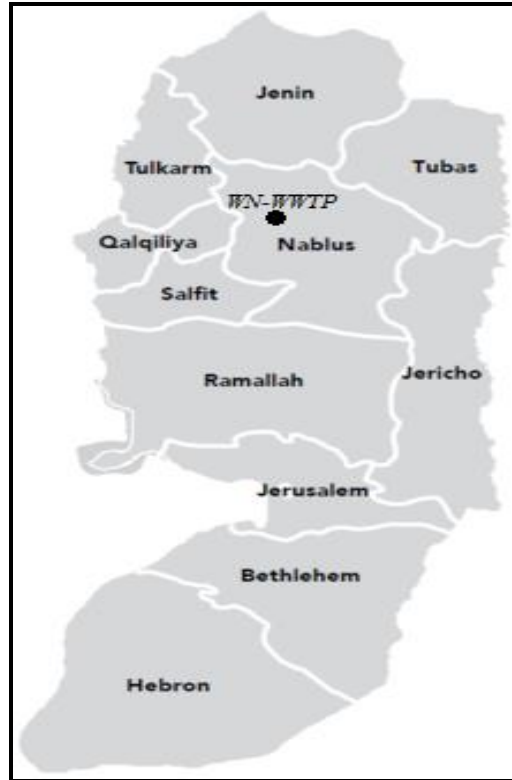 Jenin
Tulkarm
Tubas
WN-WWTP
Qalqiliya
Nablus
Salfit
Ramallah
Jericho
Jerusalem
Bethlehem
Hebron